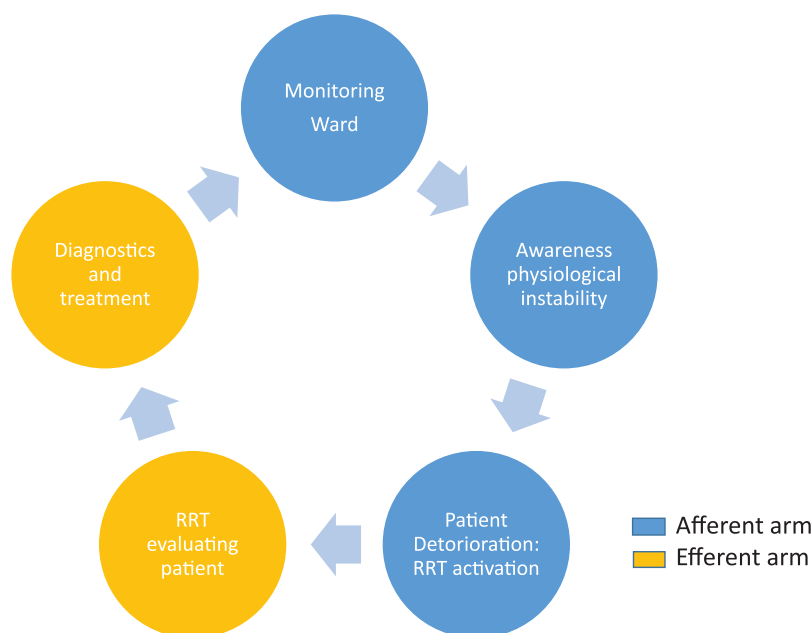 Monitoring
Ward
Awareness
physiological
instability
Patient
Detorioration:
RRT activation
RRT
evaluating
patient
Diagnostics
and
treatment
Afferent arm
Efferent arm